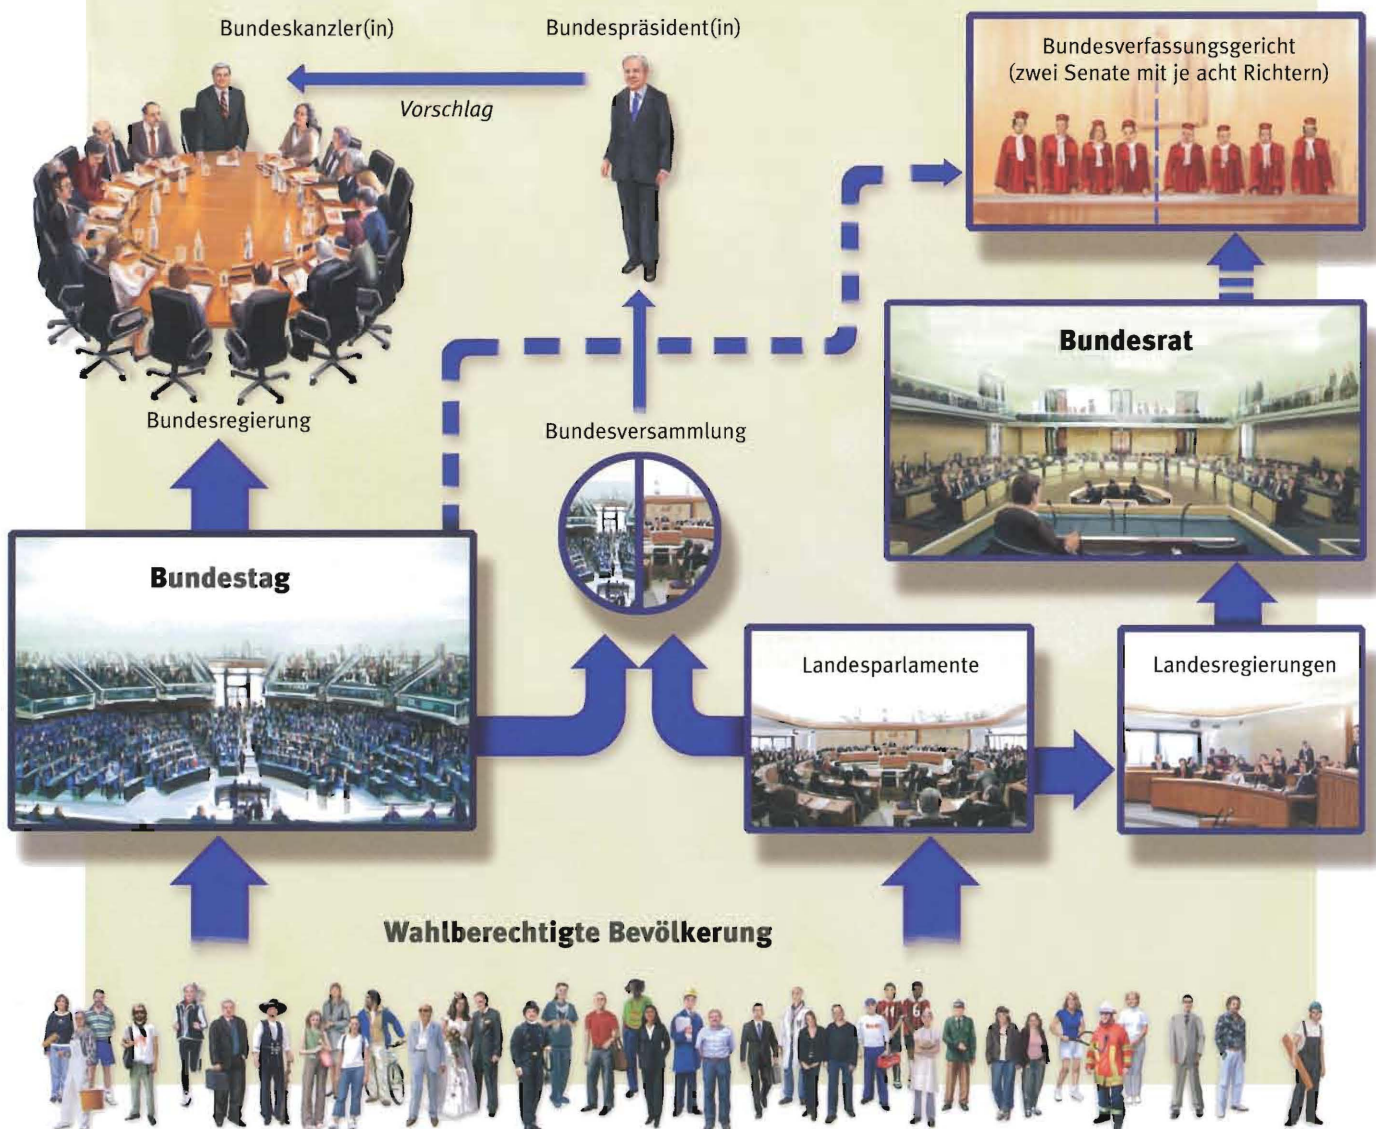 Bundeskanzler(in)
Bundespräsident(in)
Bundesverfassungsgericht
(zwei Senate mit je acht Richtern)
Vorschlag
Bundesrat
Bundesregierung
Bundesversammlung
Bundestag
Landesparlamente
Landesregierungen
Wahlberechtigte Bevölkerung